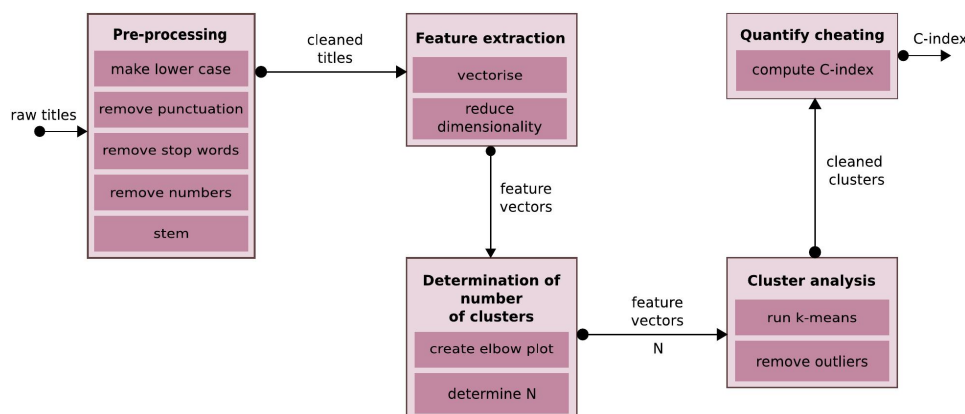 raw titles
Pre-processing
make lower case
remove punctuation
remove stop words
remove numbers
stem
cleaned
titles
Feature extraction
vectorise
reduce
dimensionality
feature
vectors
Determination of
number
of clusters
create elbow plot
determine N
feature
vectors
N
Cluster analysis
run k-means
remove outliers
cleaned
clusters
Quantify cheating
compute C-index
C-index